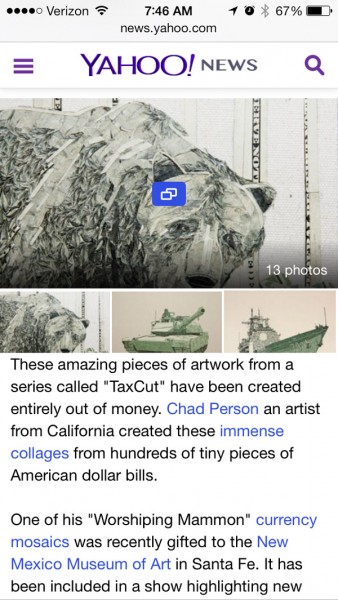 Verizon 7:46 AM 67%
news.yahoo.com
YAHOO! NEWS
13 photos
These amazing pieces of artwork from a
series called "TaxCut" have been created
entirely out of money. Chad Person an artist
from California created these immense
collages from hundreds of tiny pieces of
American dollar bills.
One of his "Worshiping Mammon" currency
mosaics was recently gifted to the New
Mexico Museum of Art in Santa Fe. It has
been included in a show highlighting new